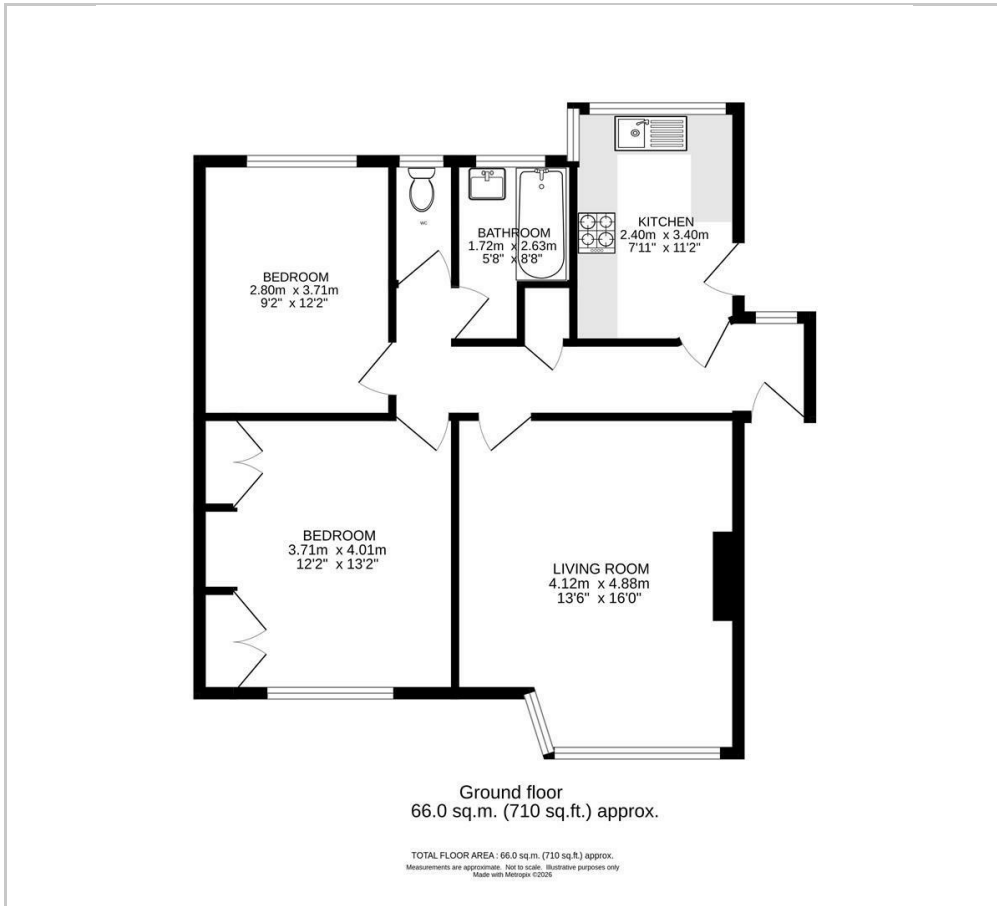 KITCHEN
2.40m x 3.40m
7'11" x 11'2"
WC
BATHROOM
1.72m x 2.63m
5'8" x 8'8"
BEDROOM
2.80m x 3.71m
9'2" x 12'2"
BEDROOM
3.71m x 4.01m
12'2" x 13'2"
LIVING ROOM
4.12m x 4.88m
13'6" x 16'0"
Ground floor
66.0 sq.m. (710 sq.ft.) approx.
TOTAL FLOOR AREA : 66.0 sq.m. (710 sq.ft.) approx.
Measurements are approximate. Not to scale. Illustrative purposes only
Made with Metropix ©2026